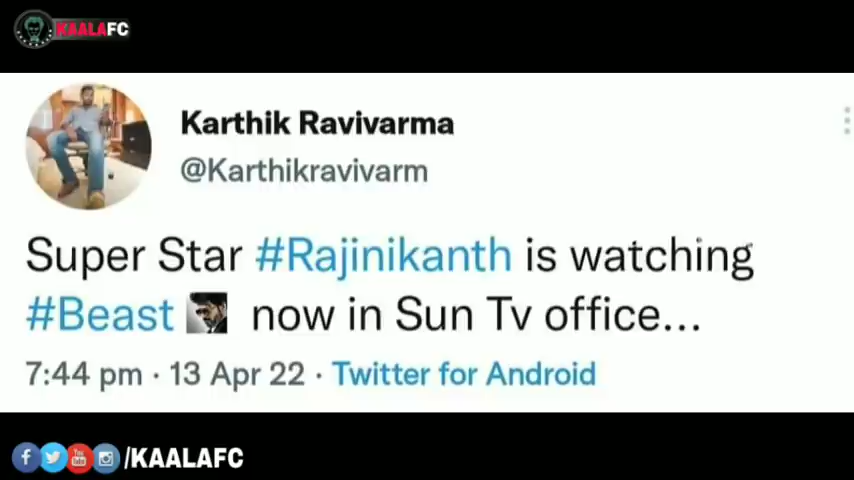 KAALAFC
Karthik Ravivarma
@Karthikravivarm
Super Star #Rajinikanth is watching
#Beast now in Sun Tv office...
7:44 pm · 13 Apr 22 · Twitter for Android
/KAALAFC